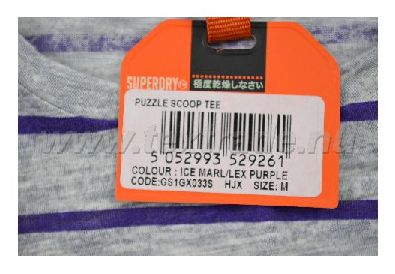 SUPERDRY®
極度乾燥しなさい
PUZZLE SCOOP TEE
5 052993 529261
COLOUR : ICE MARL/LEX PURPLE
CODE:GS1GX033S HJX SIZE: M